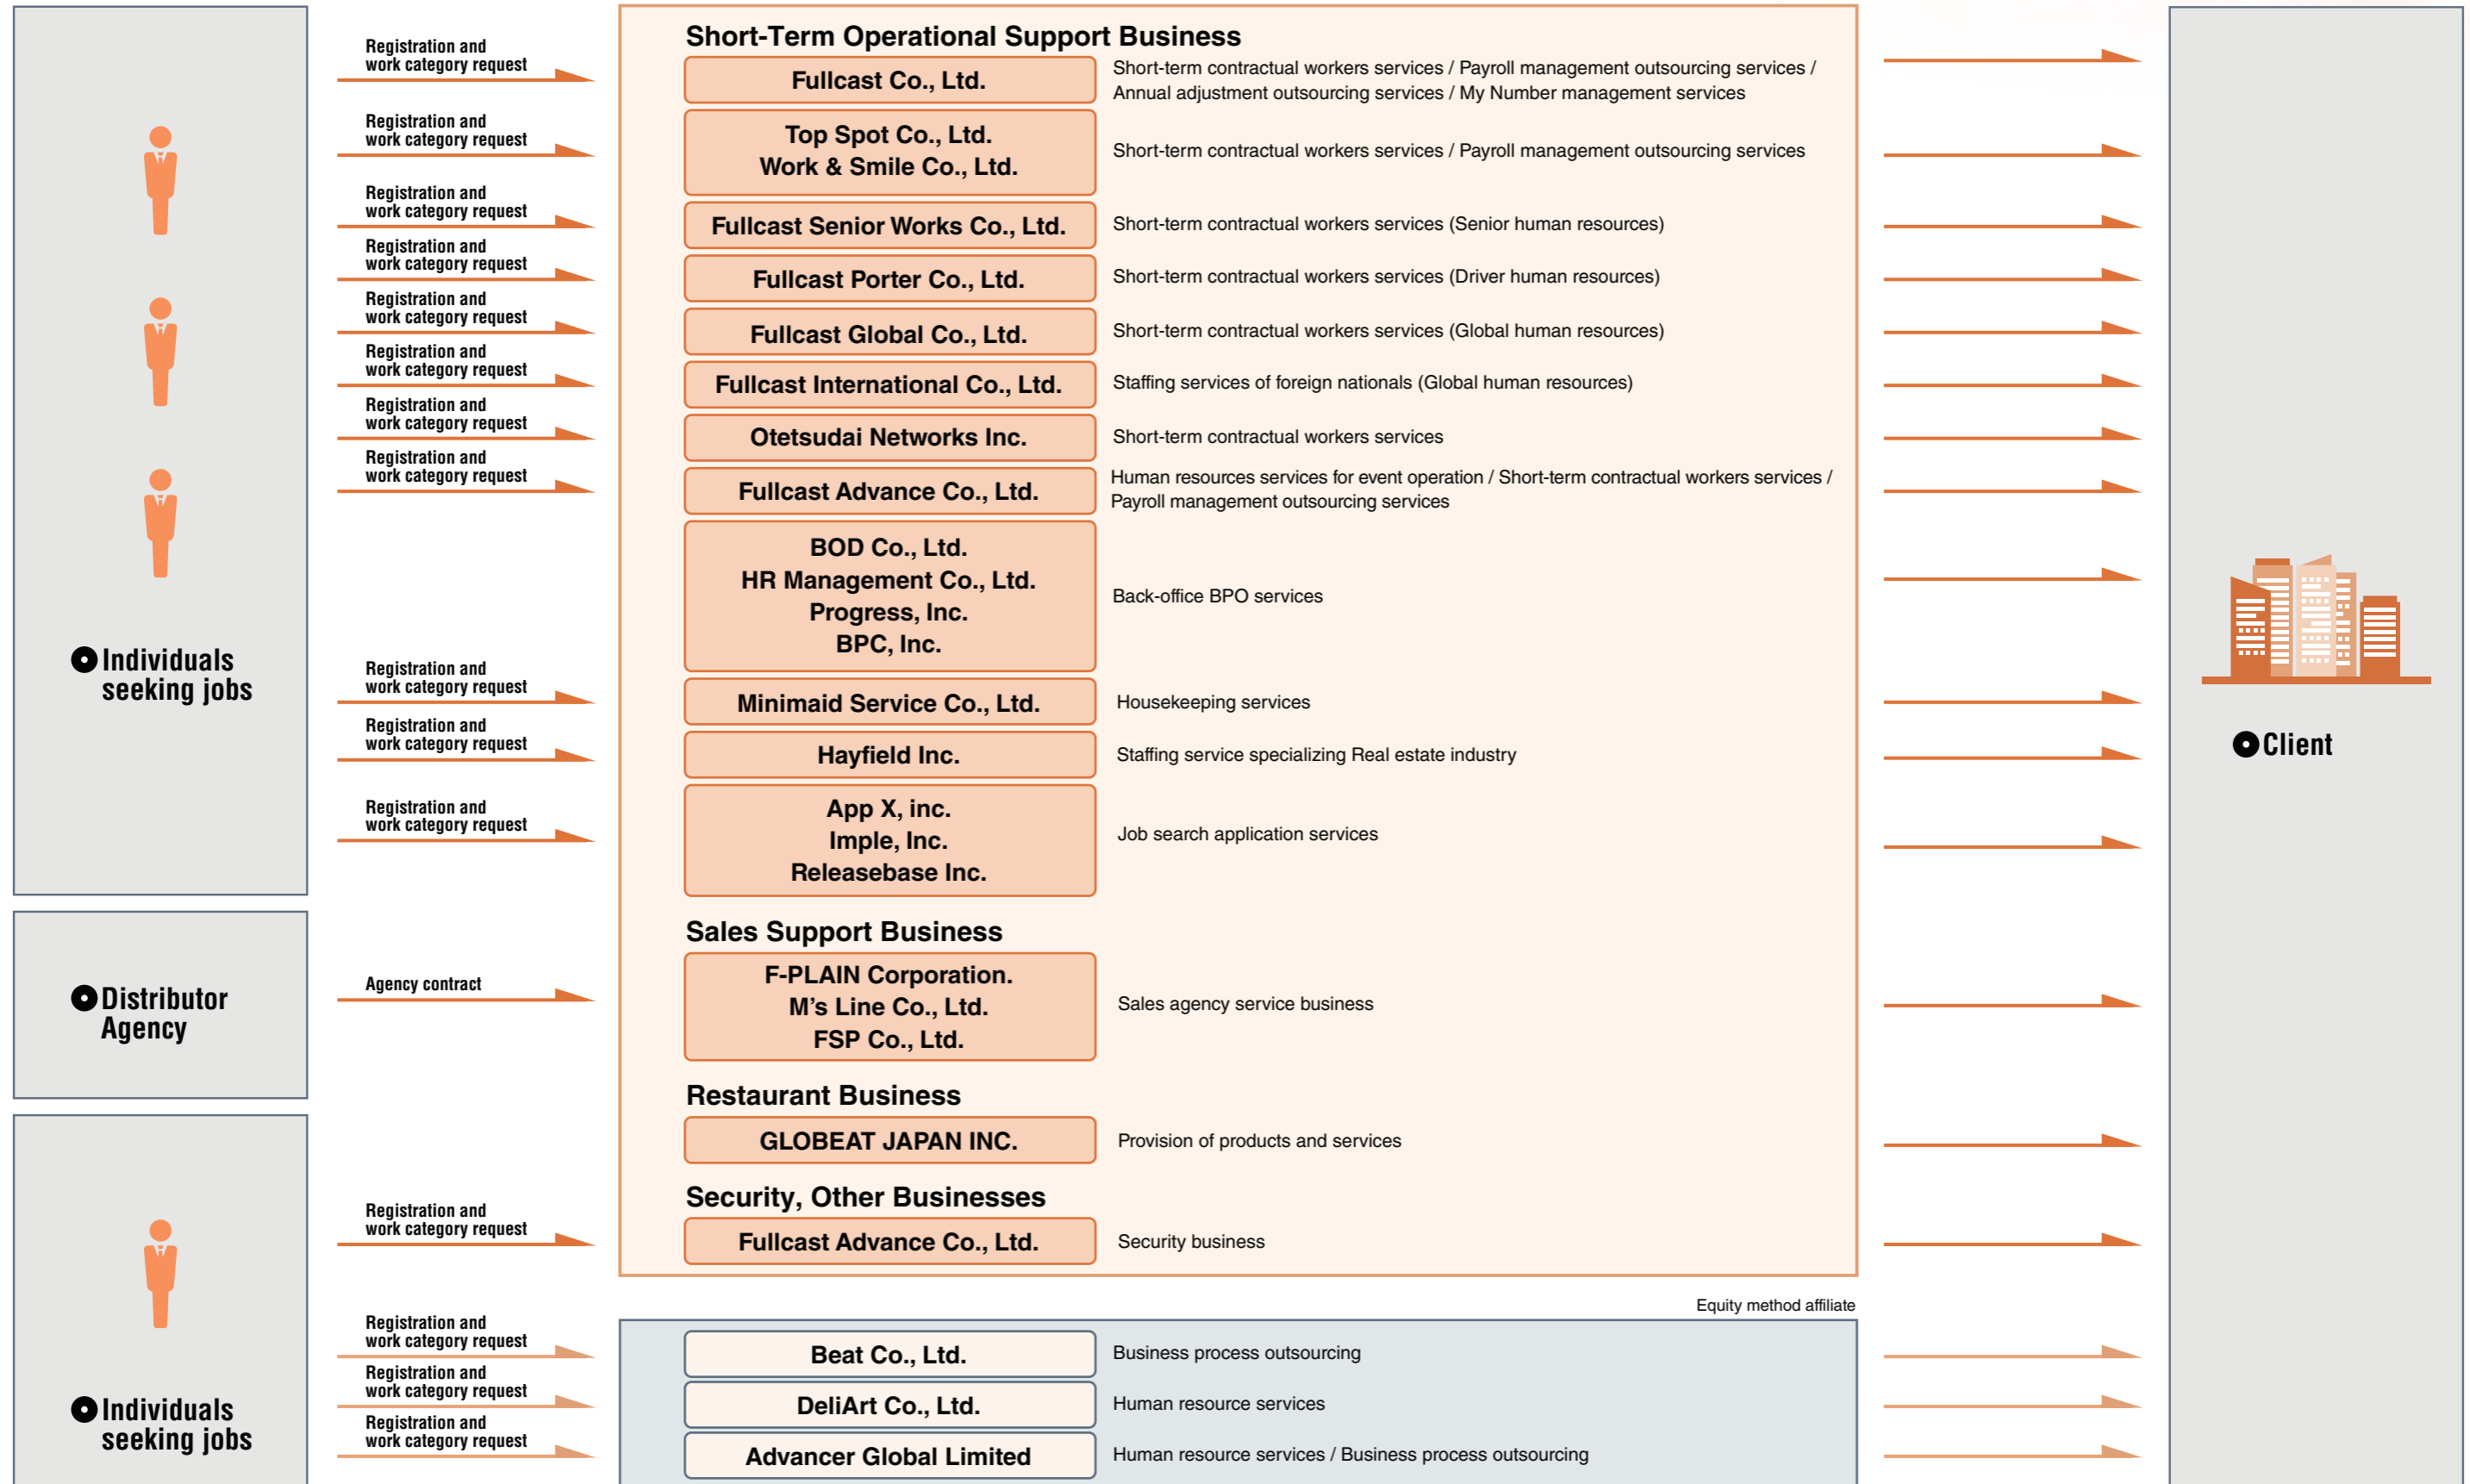 Short-Term Operational Support Business
Registration and
work category request
Fullcast Co., Ltd.
Short-term contractual workers services / Payroll management outsourcing services /
Annual adjustment outsourcing services / My Number management services
Registration and
work category request
Top Spot Co., Ltd.
Work & Smile Co., Ltd.
Short-term contractual workers services / Payroll management outsourcing services
Registration and
work category request
Fullcast Senior Works Co., Ltd.
Short-term contractual workers services (Senior human resources)
Registration and
work category request
Fullcast Porter Co., Ltd.
Short-term contractual workers services (Driver human resources)
Registration and
work category request
Fullcast Global Co., Ltd.
Short-term contractual workers services (Global human resources)
Registration and
work category request
Fullcast International Co., Ltd.
Staffing services of foreign nationals (Global human resources)
Registration and
work category request
Otetsudai Networks Inc.
Short-term contractual workers services
Registration and
work category request
Fullcast Advance Co., Ltd.
Human resources services for event operation / Short-term contractual workers services /
Payroll management outsourcing services
BOD Co., Ltd.
HR Management Co., Ltd.
Progress, Inc.
BPC, Inc.
Back-office BPO services
Individuals
seeking jobs
Registration and
work category request
Minimaid Service Co., Ltd.
Housekeeping services
Registration and
work category request
Hayfield Inc.
Staffing service specializing Real estate industry
Client
Registration and
work category request
App X, inc.
Imple, Inc.
Releasebase Inc.
Job search application services
Sales Support Business
Distributor
Agency
Agency contract
F-PLAIN Corporation.
M's Line Co., Ltd.
FSP Co., Ltd.
Sales agency service business
Restaurant Business
GLOBEAT JAPAN INC.
Provision of products and services
Security, Other Businesses
Registration and
work category request
Fullcast Advance Co., Ltd.
Security business
Equity method affiliate
Registration and
work category request
Beat Co., Ltd.
Business process outsourcing
Registration and
work category request
DeliArt Co., Ltd.
Human resource services
Individuals
seeking jobs
Registration and
work category request
Advancer Global Limited
Human resource services / Business process outsourcing